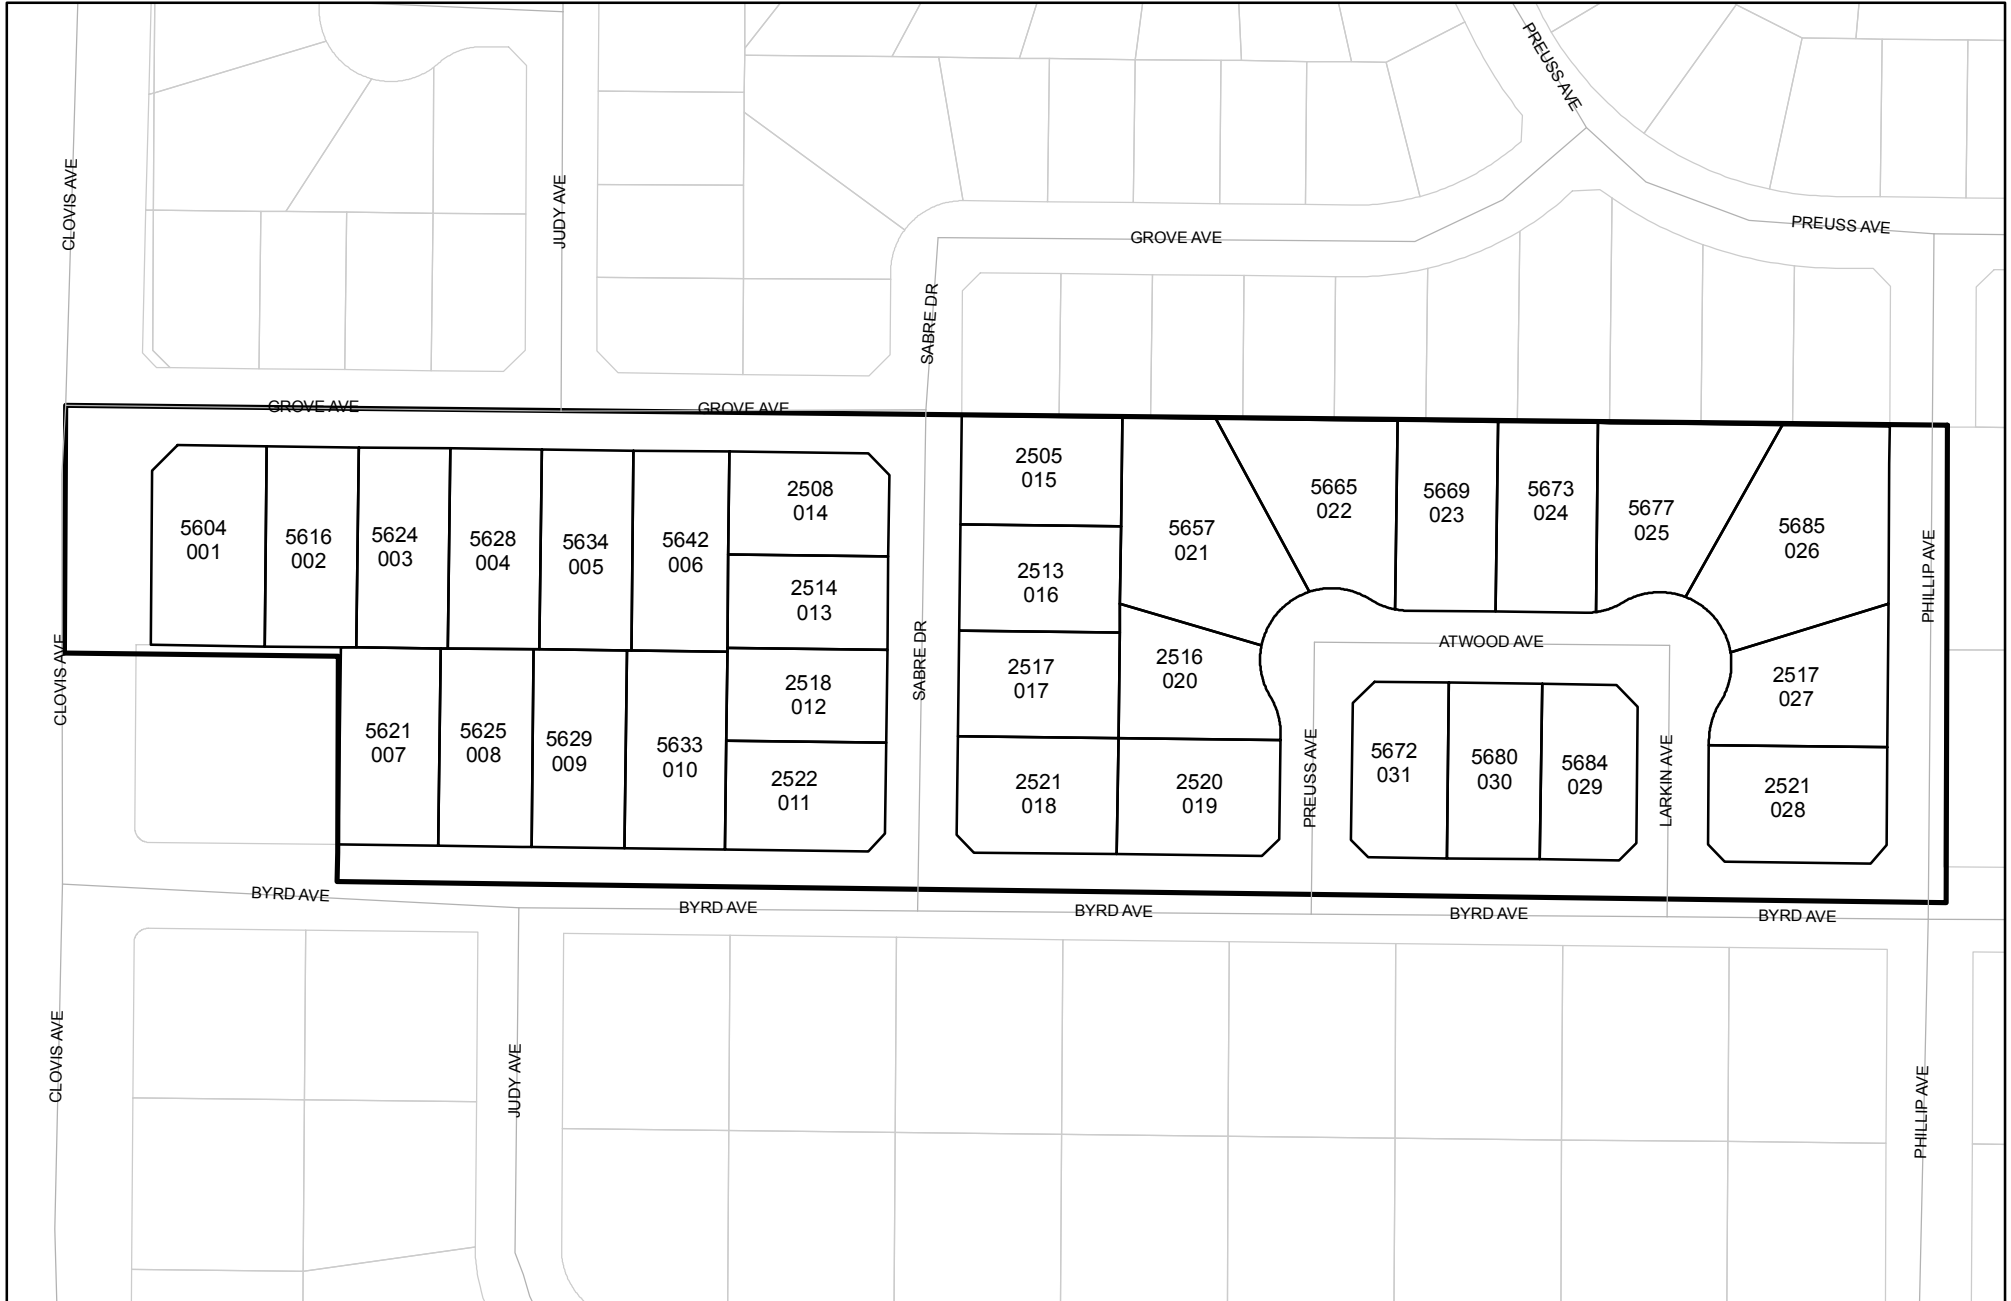 PREUSS AVE
CLOVIS AVE
JUDY AVE
GROVE AVE
PREUSS AVE
SABRE DR
GROVE AVE
GROVE AVE
5604
001
5616
002
5624
003
5628
004
5634
005
5642
006
2508
014
2514
013
2505
015
2513
016
5657
021
5665
022
5669
023
5673
024
5677
025
5685
026
PHILLIP AVE
CLOVIS AVE
5621
007
5625
008
5629
009
5633
010
2518
012
2522
011
SABRE DR
2517
017
2516
020
ATWOOD AVE
2517
027
2521
018
2520
019
PREUSS AVE
5672
031
5680
030
5684
029
LARKIN AVE
2521
028
BYRD AVE
BYRD AVE
BYRD AVE
BYRD AVE
BYRD AVE
CLOVIS AVE
JUDY AVE
PHILLIP AVE